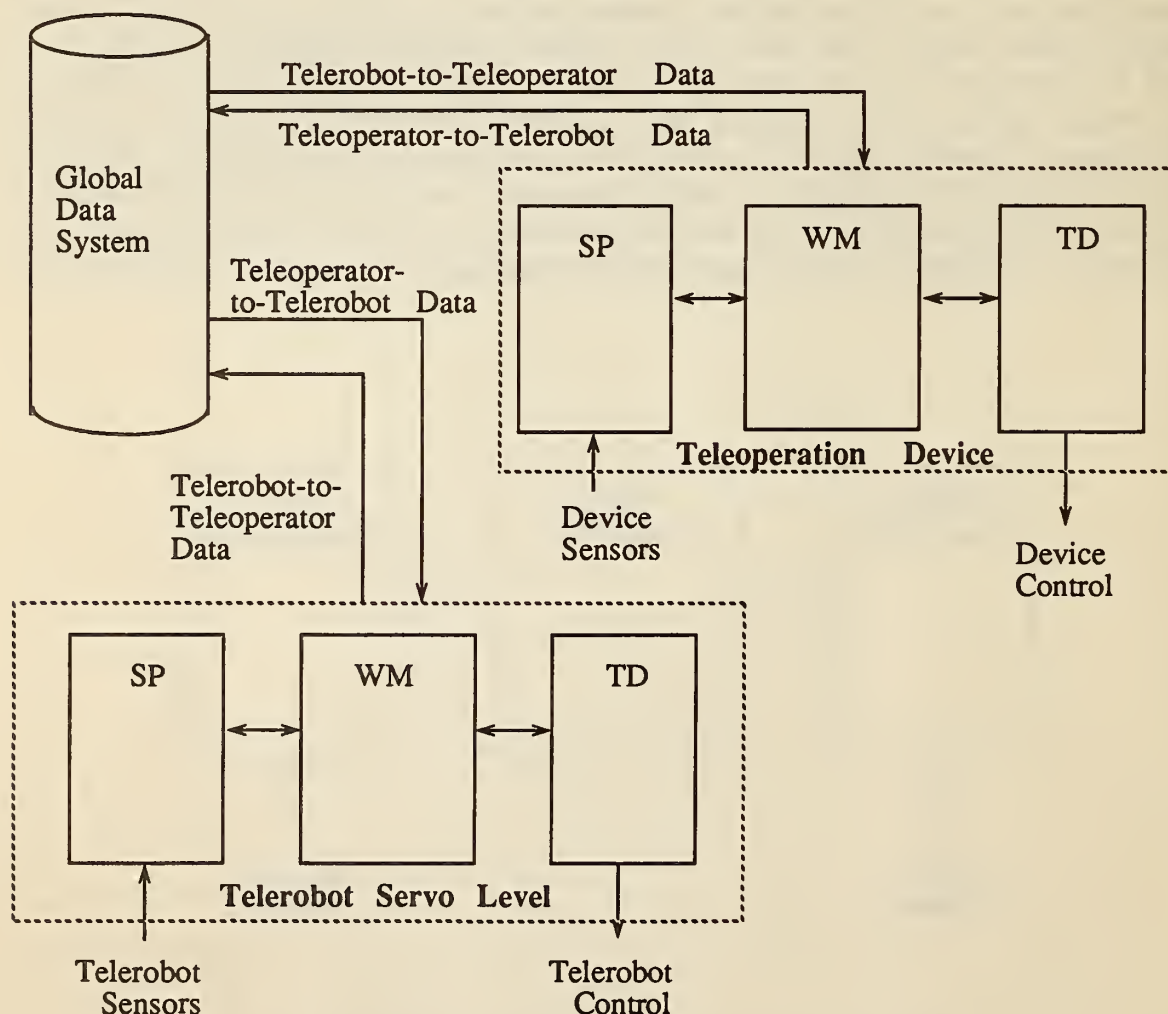 Telerobot-to-Teleoperator Data
Teleoperator-to-Telerobot Data
Global
Data
System
SP
WM
TD
Teleoperator-
to-Telerobot Data
Teleoperation Device
Telerobot-to-
Teleoperator
Data
Device
Sensors
Device
Control
SP
WM
TD
Telerobot Servo Level
Telerobot
Sensors
Telerobot
Control